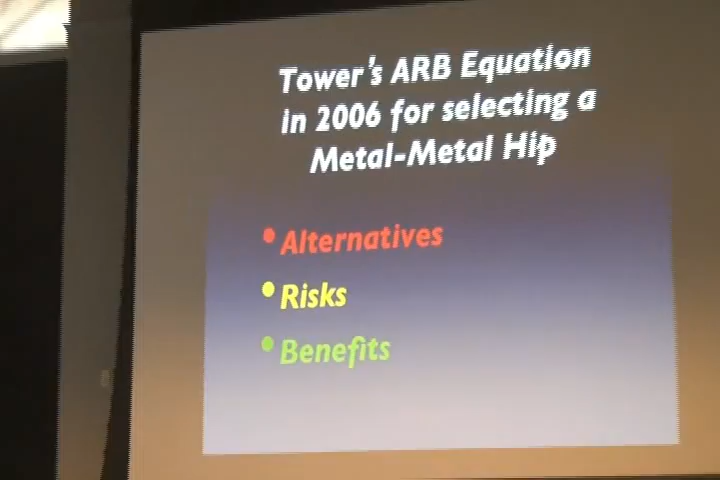 Tower's ARB Equation
in 2006 for selecting a
Metal-Metal Hip
• Alternatives
• Risks
• Benefits